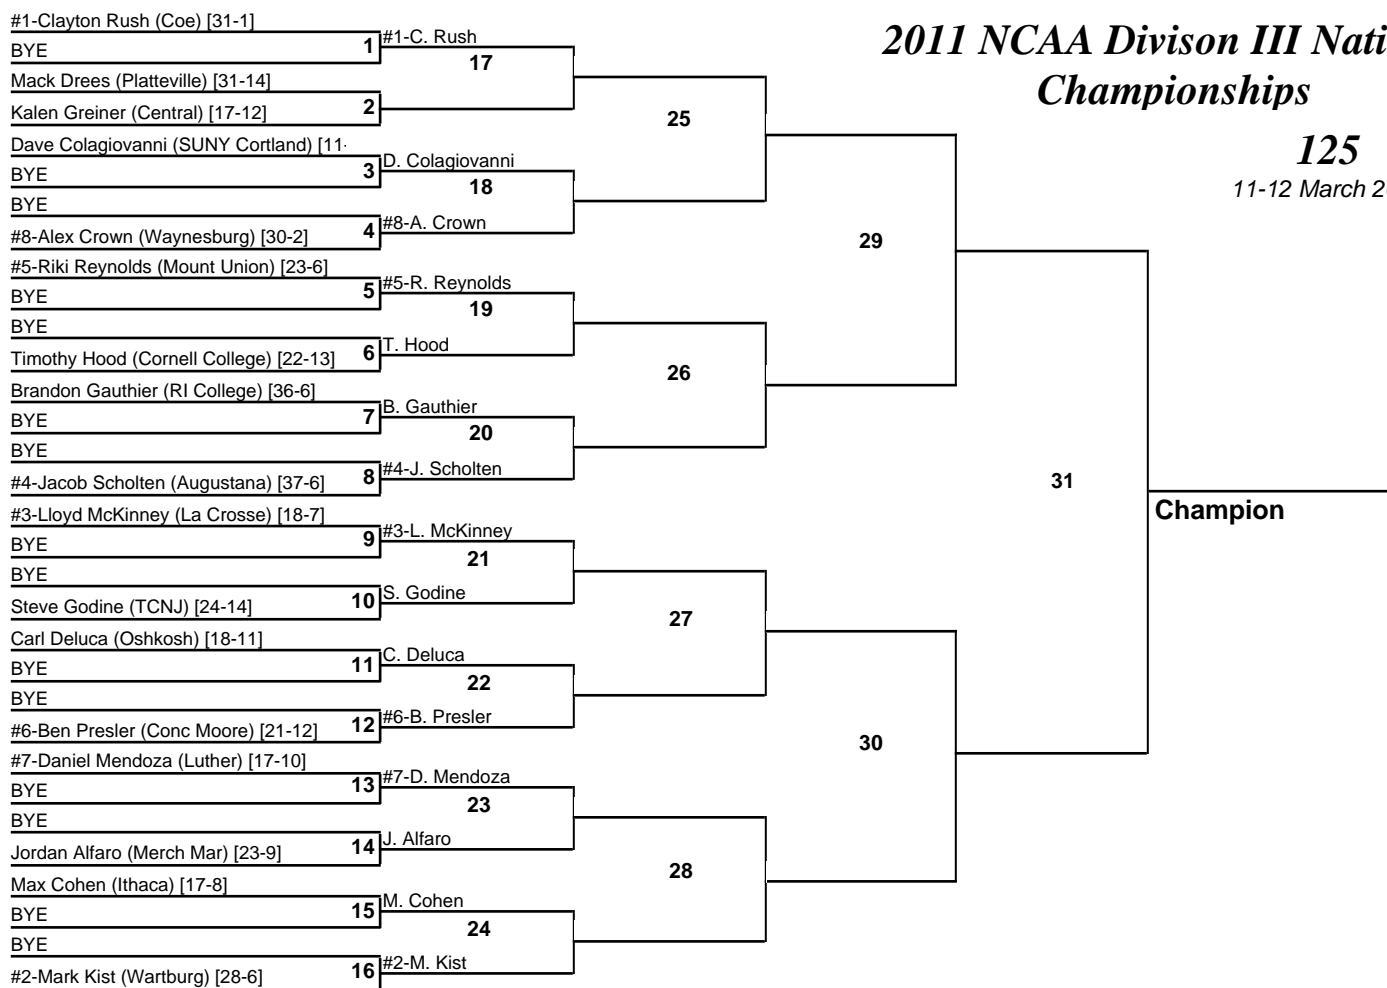 #1-Clayton Rush (Coe) [31-1]
BYE
1
#1-C. Rush
17
Mack Drees (Platteville) [31-14]
Kalen Greiner (Central) [17-12]
2
25
Dave Colagiovanni (SUNY Cortland) [11-
BYE
3
D. Colagiovanni
18
BYE
#8-Alex Crown (Waynesburg) [30-2]
4
#8-A. Crown
29
#5-Riki Reynolds (Mount Union) [23-6]
BYE
5
#5-R. Reynolds
19
BYE
Timothy Hood (Cornell College) [22-13]
6
T. Hood
26
Brandon Gauthier (RI College) [36-6]
BYE
7
B. Gauthier
20
BYE
#4-Jacob Scholten (Augustana) [37-6]
8
#4-J. Scholten
31
Champion
#3-Lloyd McKinney (La Crosse) [18-7]
BYE
9
#3-L. McKinney
21
BYE
Steve Godine (TCNJ) [24-14]
10
S. Godine
27
Carl Deluca (Oshkosh) [18-11]
BYE
11
C. Deluca
22
BYE
#6-Ben Presler (Conc Moore) [21-12]
12
#6-B. Presler
30
#7-Daniel Mendoza (Luther) [17-10]
BYE
13
#7-D. Mendoza
23
BYE
Jordan Alfaro (Merch Mar) [23-9]
14
J. Alfaro
28
Max Cohen (Ithaca) [17-8]
BYE
15
M. Cohen
24
BYE
#2-Mark Kist (Wartburg) [28-6]
16
#2-M. Kist
2011 NCAA Divison III Nati
Championships
125
11-12 March 2